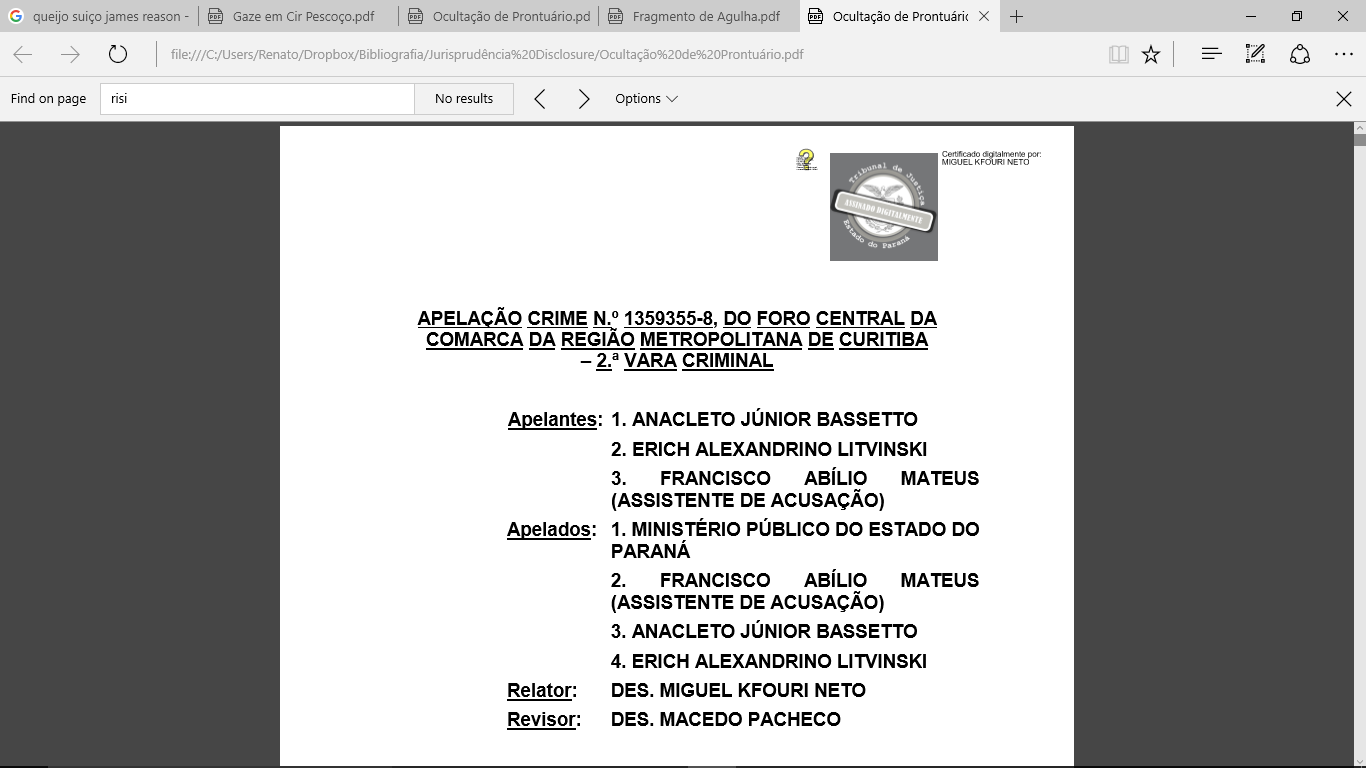 queijo suiço james reason -
Gaze em Cir Pescoço.pdf
Ocultação de Prontuário.pd
Fragmento de Agulha.pdf
Ocultação de Prontuáric
file:///C:/Users/Renato/Dropbox/Bibliografia/Jurisprudência%20Disclosure/Ocultação%20de%20Prontuário.pdf
Find on page
risi
No results
Options
Certificado digitalmente por:
MIGUEL KFOURI NETO
Tribunal de Justiça
ASSINADO DIGITALMENTE
Estado do Paraná
APELAÇÃO CRIME N.º 1359355-8, DO FORO CENTRAL DA
COMARCA DA REGIÃO METROPOLITANA DE CURITIBA
– 2.ª VARA CRIMINAL
Apelantes: 1. ANACLETO JÚNIOR BASSETTO
2. ERICH ALEXANDRINO LITVINSKI
3. FRANCISCO ABÍLIO MATEUS
(ASSISTENTE DE ACUSAÇÃO)
Apelados: 1. MINISTÉRIO PÚBLICO DO ESTADO DO
PARANÁ
2. FRANCISCO ABÍLIO MATEUS
(ASSISTENTE DE ACUSAÇÃO)
3. ANACLETO JÚNIOR BASSETTO
4. ERICH ALEXANDRINO LITVINSKI
Relator: DES. MIGUEL KFOURI NETO
Revisor: DES. MACEDO PACHECO